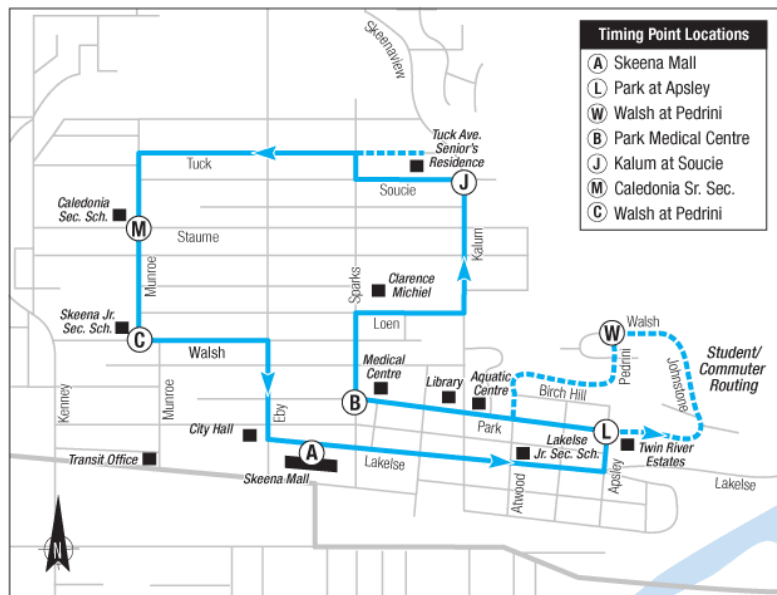 Timing Point Locations
A Skeena Mall
L Park at Apsley
W Walsh at Pedrini
B Park Medical Centre
J Kalum at Soucie
M Caledonia Sr. Sec.
C Walsh at Pedrini
Skeenaview
Tuck Ave.
Senior's
Residence
Tuck
Soucie
J
Caledonia
Sec. Sch.
M
Staume
Kalum
Munroe
Sparks
Clarence
Michiel
Skeena Jr.
Sec. Sch.
C
Loen
Walsh
W
Walsh
Student/
Commuter
Routing
Pedrini
Johnstone
Medical
Centre
Library
Aquatic
Centre
Birch Hill
Kenney
Munroe
Eby
B
Park
L
City Hall
Lakelse
Jr. Sec. Sch.
Twin River
Estates
Transit Office
A
Skeena Mall
Lakelse
Atwood
Apsley
Lakelse
N